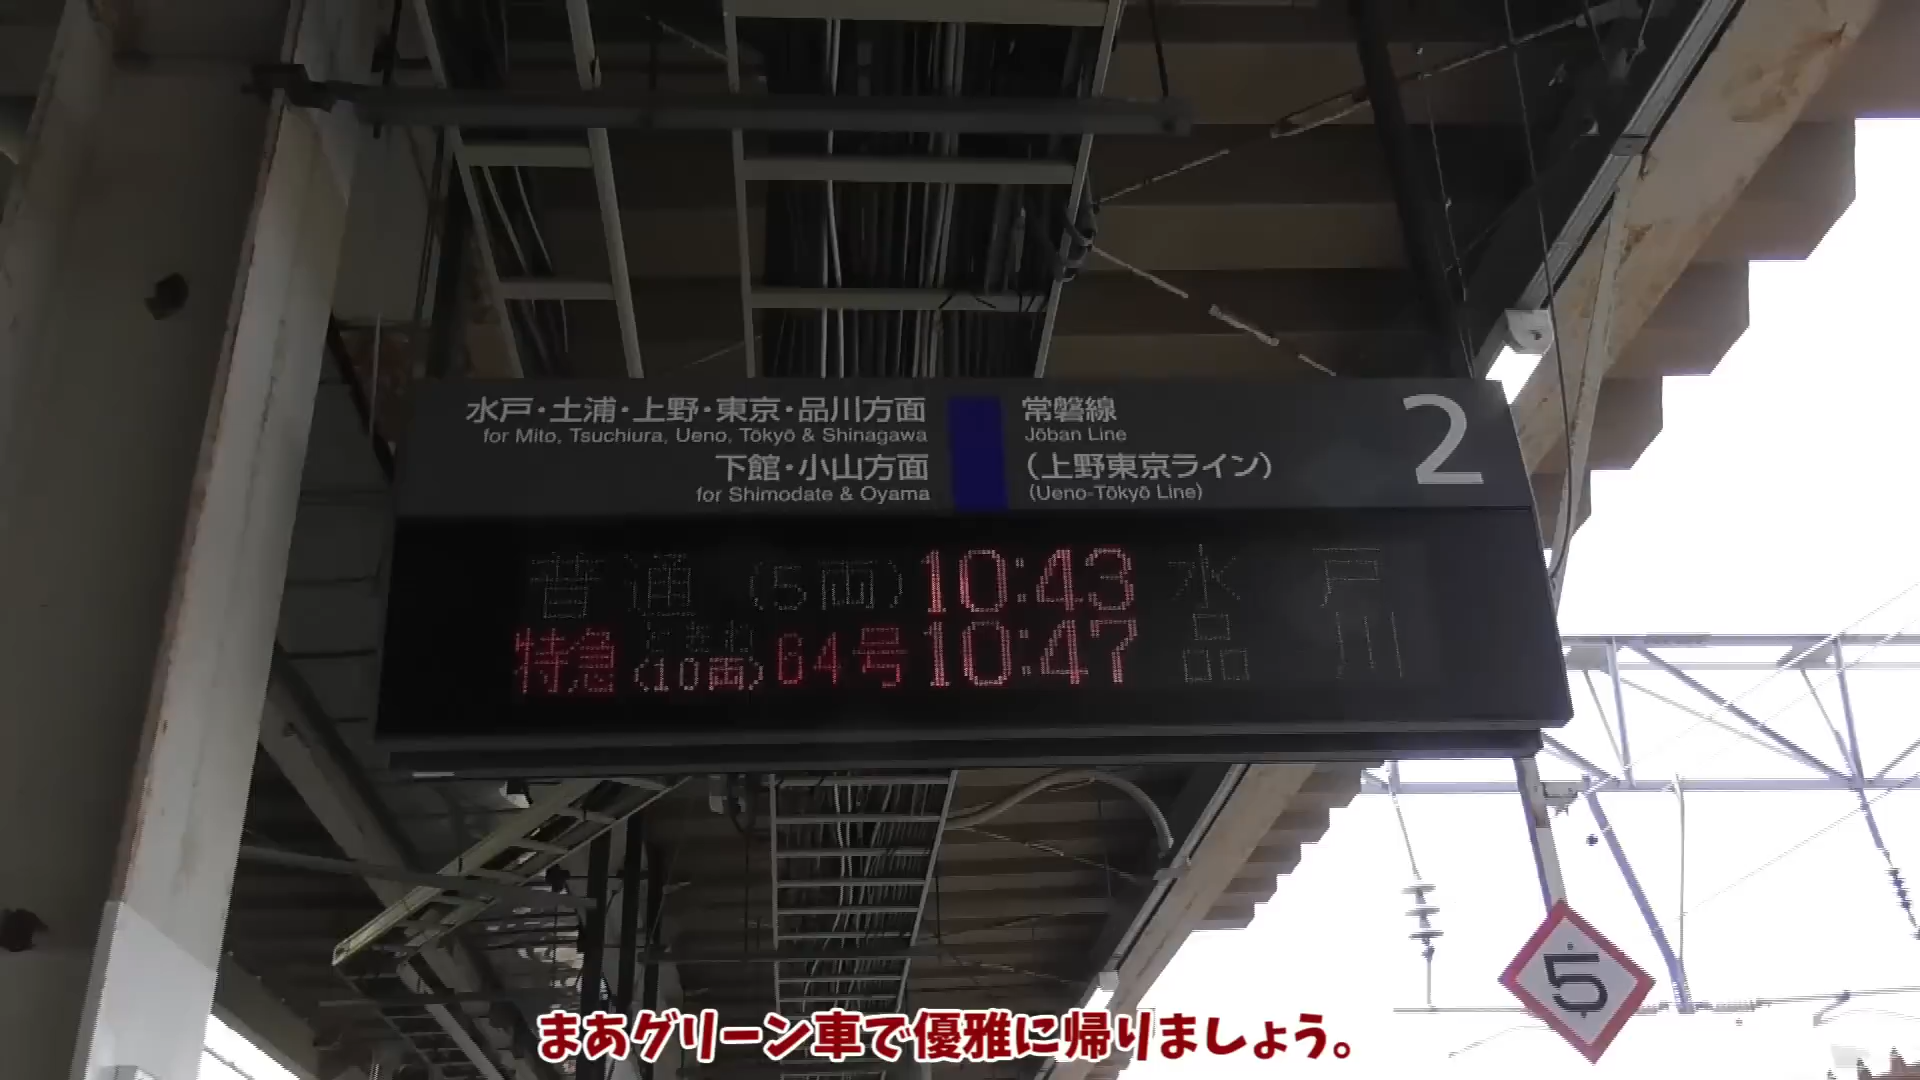 水戸・土浦・上野・東京・品川方面
for Mito, Tsuchiura, Ueno, Tōkyō & Shinagawa
下館・小山方面
for Shimodate & Oyama
常磐線
Jōban Line
(上野東京ライン)
(Ueno-Tōkyō Line)
2
普通 (5両) 10:43 水戸
特急 ときわ (10両) 64号 10:47 品川
5
まあグリーン車で優雅に帰りましょう。